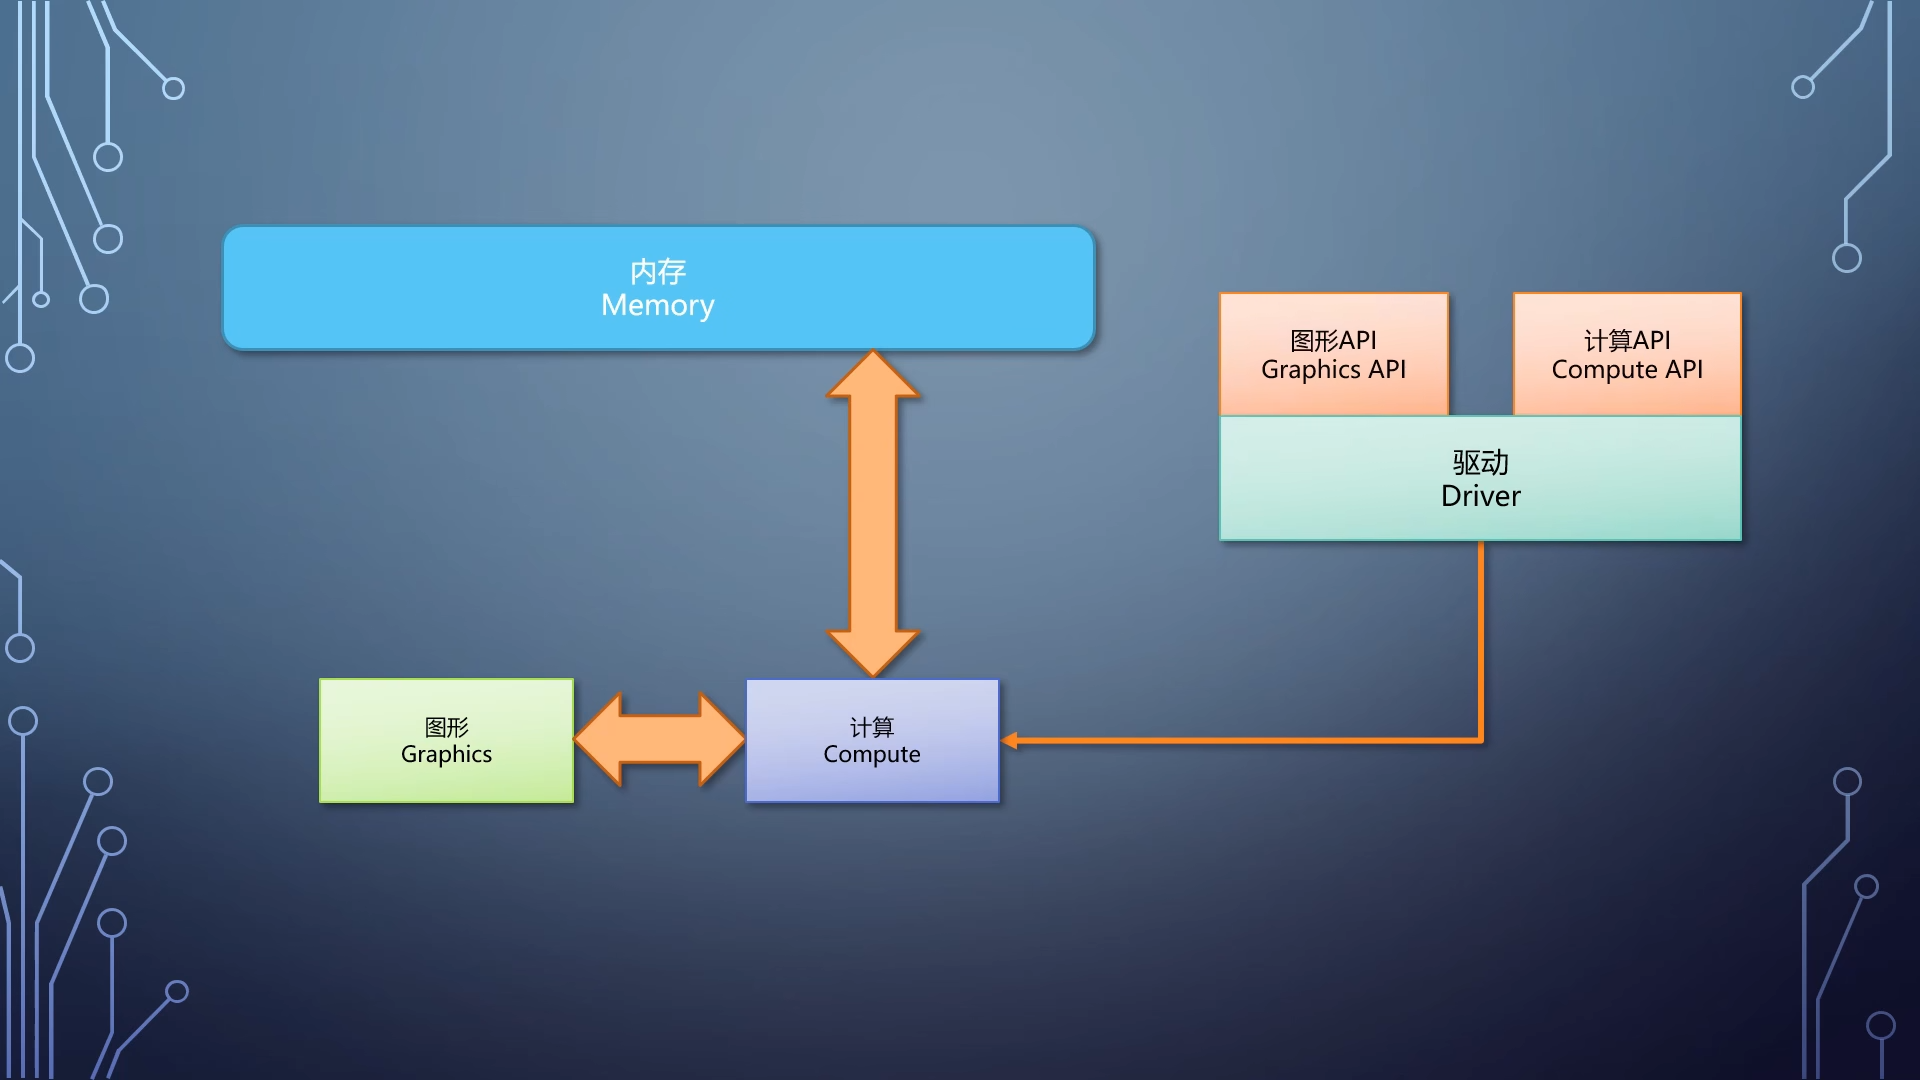 内存
Memory
图形API
Graphics API
计算API
Compute API
驱动
Driver
图形
Graphics
计算
Compute